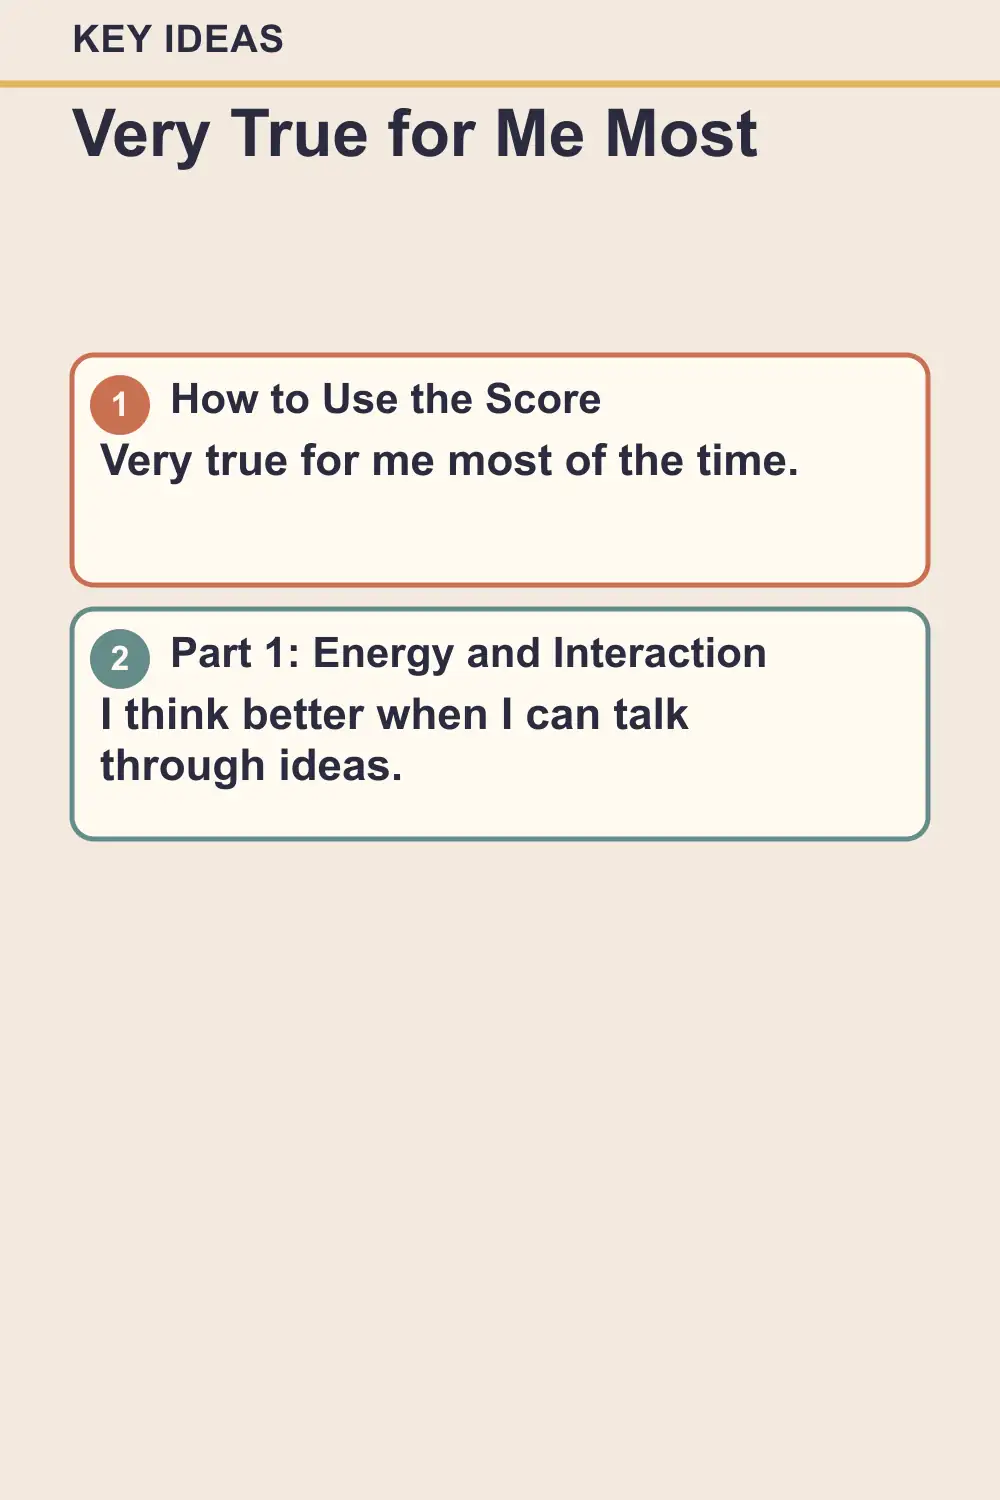 KEY IDEAS
Very True for Me Most
1 How to Use the Score
Very true for me most of the time.
2 Part 1: Energy and Interaction
I think better when I can talk
through ideas.